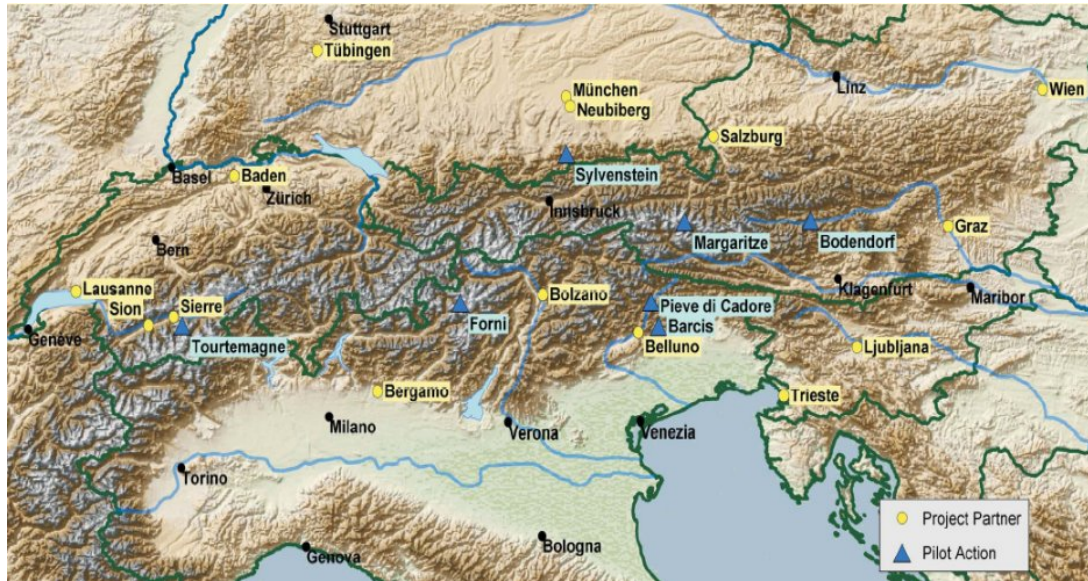 Stuttgart
Tübingen
München
Neubiberg
Linz
Wien
Salzburg
Sylvenstein
Basel
Baden
Zürich
Innsbruck
Bern
Margaritze
Bodendorf
Graz
Lausanne
Sion
Sierre
Bolzano
Klagenfurt
Maribor
Genève
Tourtemagne
Forni
Pieve di Cadore
Barcis
Belluno
Ljubljana
Bergamo
Trieste
Milano
Verona
Venezia
Torino
Genova
Bologna
Project Partner
Pilot Action